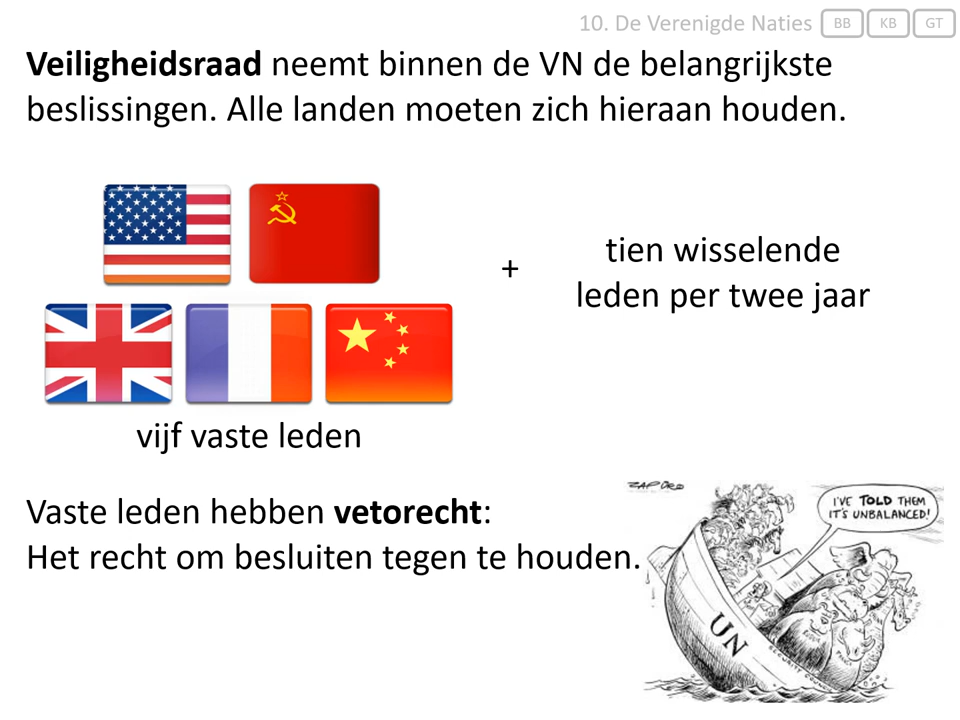 10. De Verenigde Naties BB KB GT
Veiligheidsraad neemt binnen de VN de belangrijkste
beslissingen. Alle landen moeten zich hieraan houden.
+
tien wisselende
leden per twee jaar
vijf vaste leden
Vaste leden hebben vetorecht:
Het recht om besluiten tegen te houden.
ZAPIRO
I'VE TOLD THEM
IT'S UNBALANCED!
UN
SECURITY COUNCIL